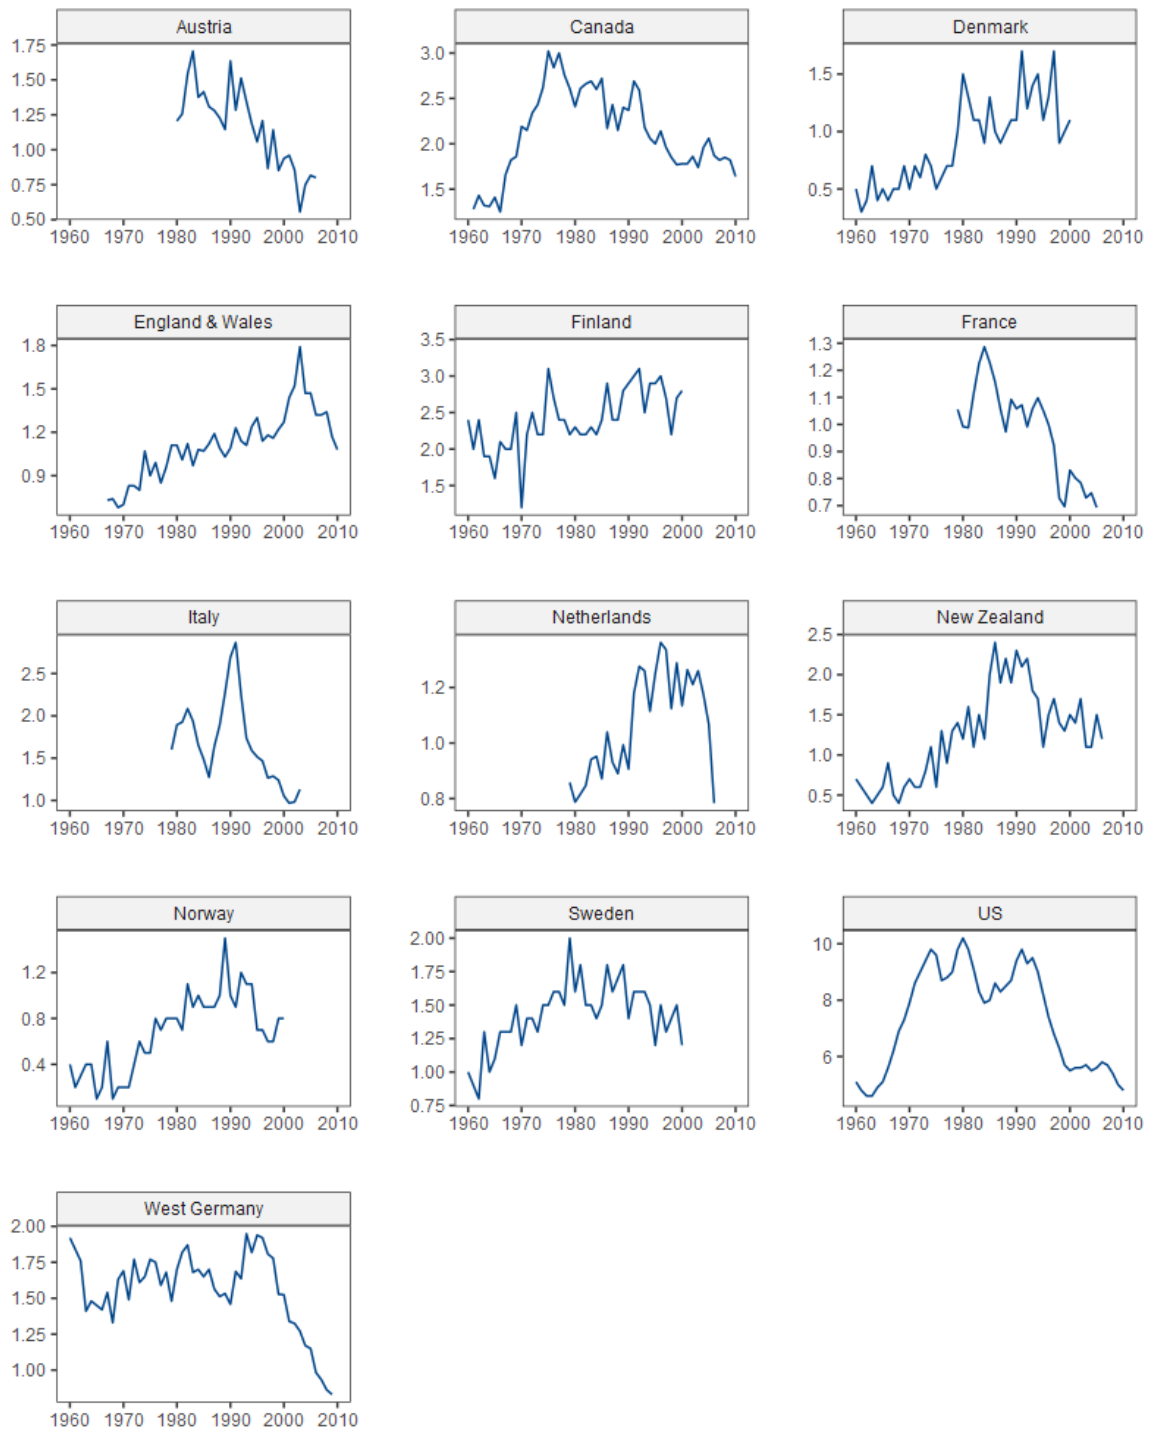 Austria
Canada
Denmark
1.75
1.50
1.25
1.00
0.75
0.50
1960 1970 1980 1990 2000 2010
3.0
2.5
2.0
1.5
1960 1970 1980 1990 2000 2010
1.5
1.0
0.5
1960 1970 1980 1990 2000 2010
England & Wales
Finland
France
1.8
1.5
1.2
0.9
1960 1970 1980 1990 2000 2010
3.5
3.0
2.5
2.0
1.5
1960 1970 1980 1990 2000 2010
1.3
1.2
1.1
1.0
0.9
0.8
0.7
1960 1970 1980 1990 2000 2010
Italy
Netherlands
New Zealand
2.5
2.0
1.5
1.0
1960 1970 1980 1990 2000 2010
1.2
1.0
0.8
1960 1970 1980 1990 2000 2010
2.5
2.0
1.5
1.0
0.5
1960 1970 1980 1990 2000 2010
Norway
Sweden
US
1.2
0.8
0.4
1960 1970 1980 1990 2000 2010
2.00
1.75
1.50
1.25
1.00
0.75
1960 1970 1980 1990 2000 2010
10
8
6
1960 1970 1980 1990 2000 2010
West Germany
2.00
1.75
1.50
1.25
1.00
1960 1970 1980 1990 2000 2010